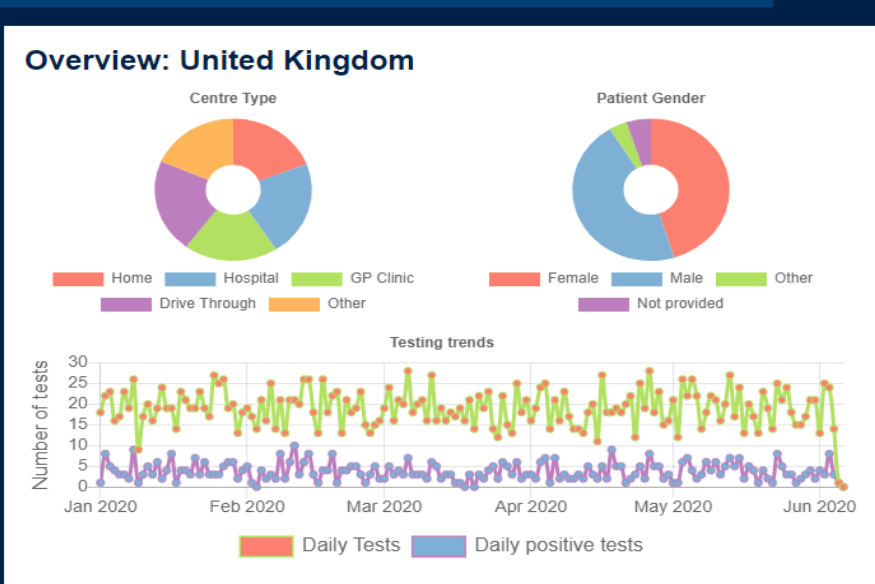 Overview: United Kingdom
Centre Type
Home Hospital GP Clinic
Drive Through Other
Patient Gender
Female Male Other
Not provided
Testing trends
Number of tests
30
25
20
15
10
5
0
Jan 2020 Feb 2020 Mar 2020 Apr 2020 May 2020 Jun 2020
Daily Tests Daily positive tests